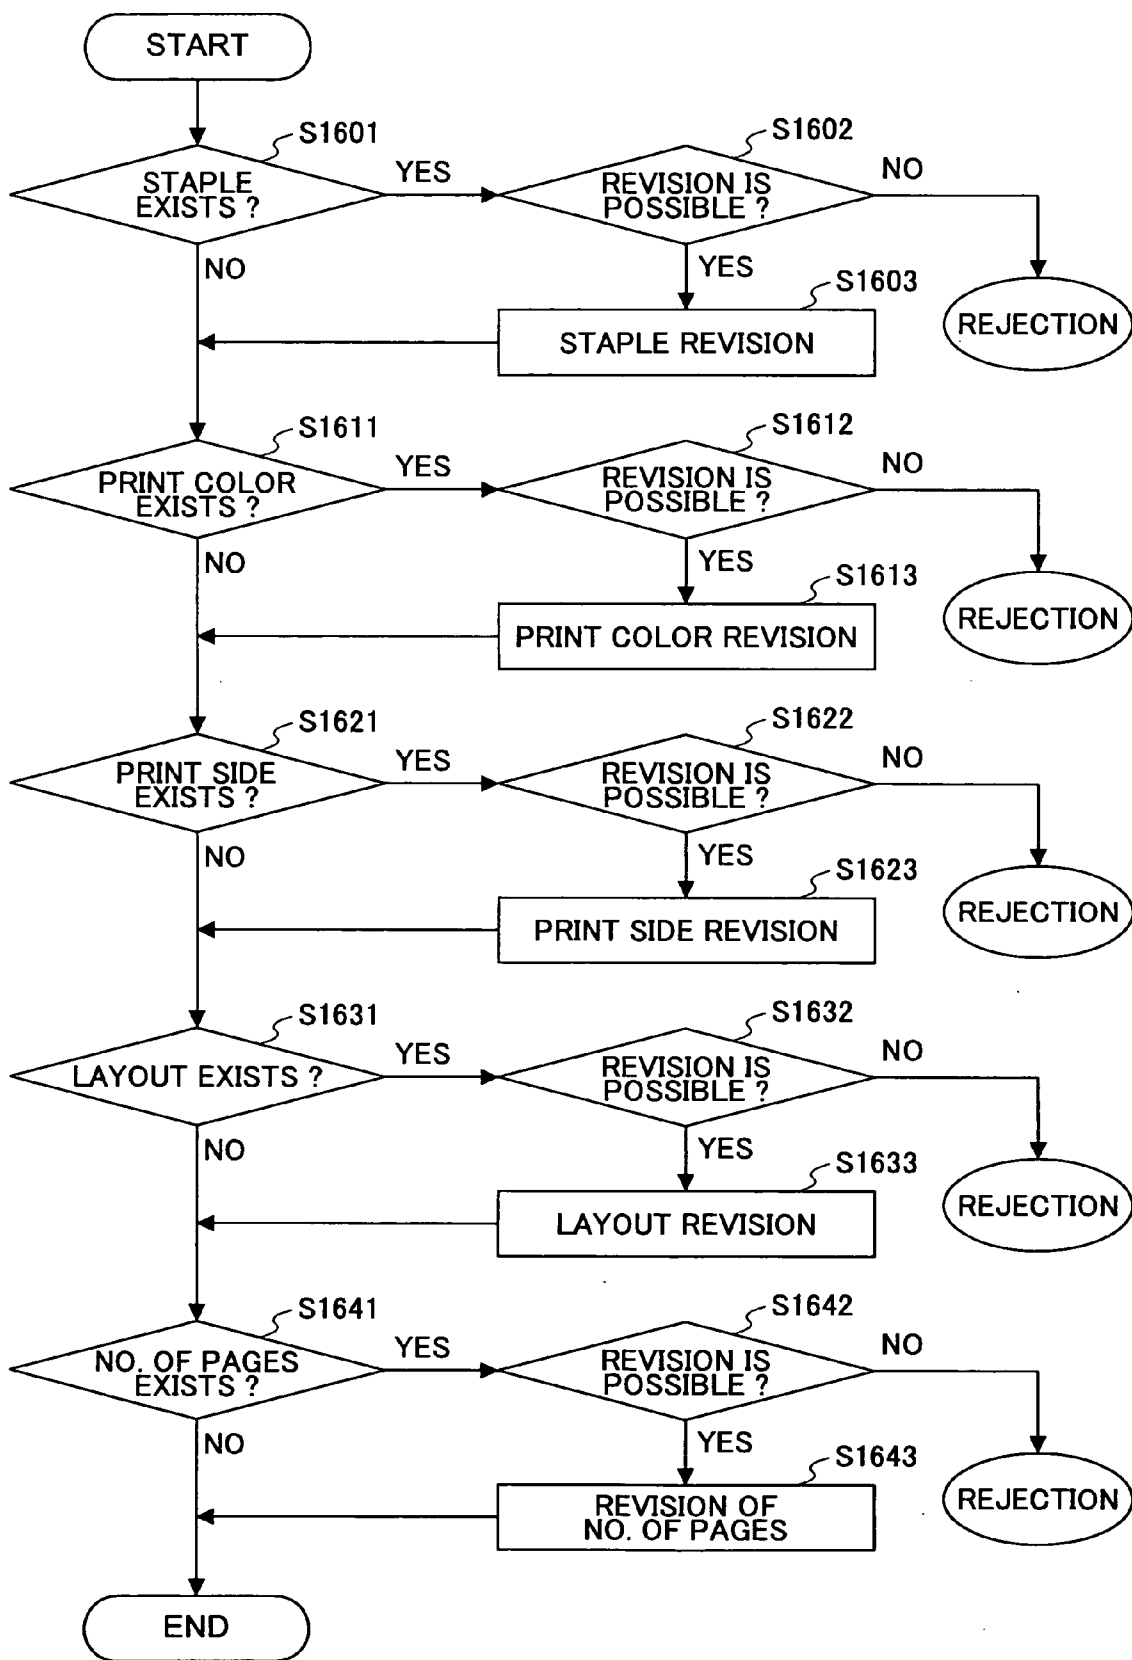 START
S1601
S1602
STAPLE
EXISTS ?
YES
REVISION IS
POSSIBLE ?
NO
NO
YES
S1603
STAPLE REVISION
REJECTION
S1611
S1612
PRINT COLOR
EXISTS ?
YES
REVISION IS
POSSIBLE ?
NO
NO
YES
S1613
PRINT COLOR REVISION
REJECTION
S1621
S1622
PRINT SIDE
EXISTS ?
YES
REVISION IS
POSSIBLE ?
NO
NO
YES
S1623
PRINT SIDE REVISION
REJECTION
S1631
S1632
LAYOUT EXISTS ?
YES
REVISION IS
POSSIBLE ?
NO
NO
YES
S1633
LAYOUT REVISION
REJECTION
S1641
S1642
NO. OF PAGES
EXISTS ?
YES
REVISION IS
POSSIBLE ?
NO
NO
YES
S1643
REVISION OF
NO. OF PAGES
REJECTION
END